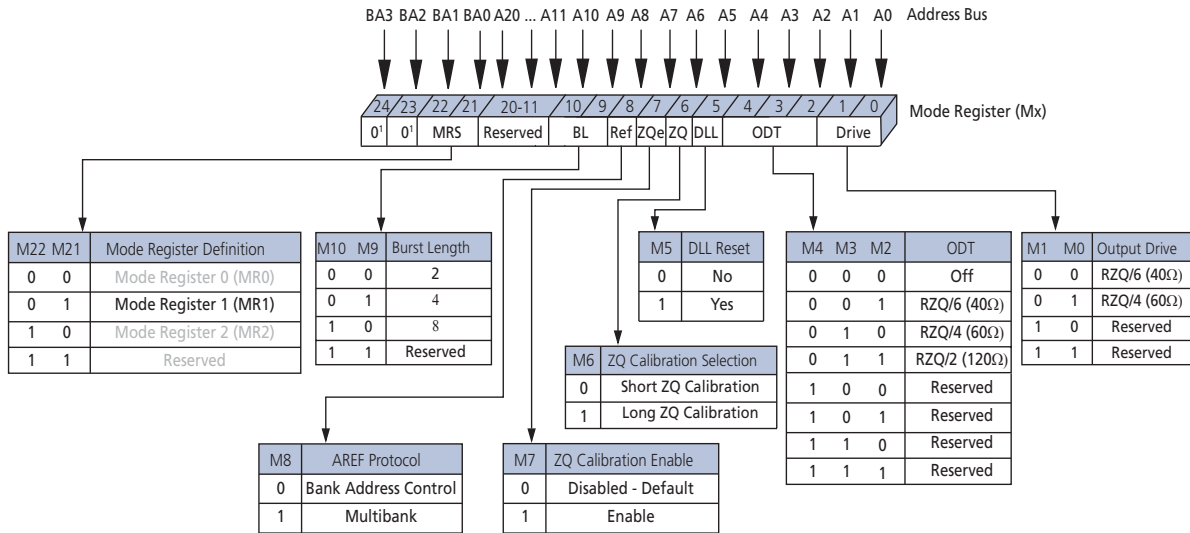 BA3 BA2 BA1 BA0 A20 ... A11 A10 A9 A8 A7 A6 A5 A4 A3 A2 A1 A0 Address Bus
24 23 22 21 20-11 10 9 8 7 6 5 4 3 2 1 0 Mode Register (Mx)
0¹ 0¹ MRS Reserved BL Ref ZQe ZQ DLL ODT Drive
M22 M21 Mode Register Definition
0 0 Mode Register 0 (MR0)
0 1 Mode Register 1 (MR1)
1 0 Mode Register 2 (MR2)
1 1 Reserved
M10 M9 Burst Length
0 0 2
0 1 4
1 0 8
1 1 Reserved
M5 DLL Reset
0 No
1 Yes
M4 M3 M2 ODT
0 0 0 Off
0 0 1 RZQ/6 (40Ω)
0 1 0 RZQ/4 (60Ω)
0 1 1 RZQ/2 (120Ω)
1 0 0 Reserved
1 0 1 Reserved
1 1 0 Reserved
1 1 1 Reserved
M1 M0 Output Drive
0 0 RZQ/6 (40Ω)
0 1 RZQ/4 (60Ω)
1 0 Reserved
1 1 Reserved
M6 ZQ Calibration Selection
0 Short ZQ Calibration
1 Long ZQ Calibration
M8 AREF Protocol
0 Bank Address Control
1 Multibank
M7 ZQ Calibration Enable
0 Disabled - Default
1 Enable